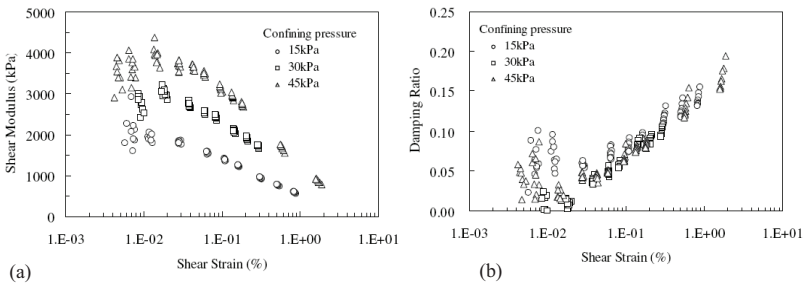 Confining pressure
15kPa
30kPa
45kPa
Shear Modulus (kPa)
5000
4000
3000
2000
1000
0
1.E-03 1.E-02 1.E-01 1.E+00 1.E+01
Shear Strain (%)
(a)
Confining pressure
15kPa
30kPa
45kPa
Damping Ratio
0.25
0.20
0.15
0.10
0.05
0.00
1.E-03 1.E-02 1.E-01 1.E+00 1.E+01
Shear Strain (%)
(b)